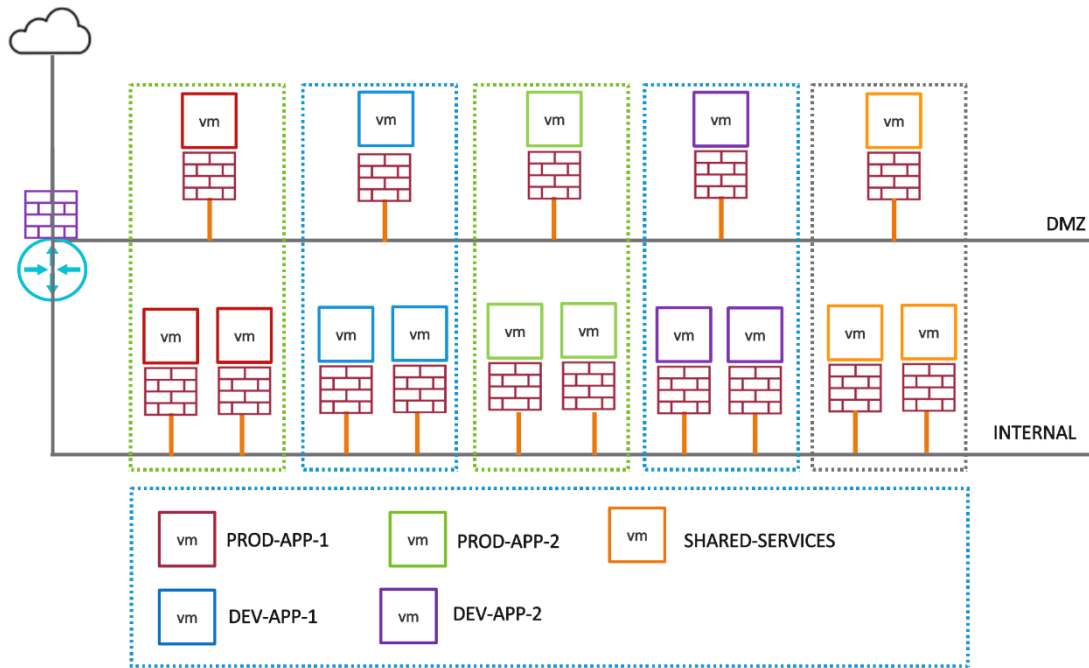 vm
vm
vm
vm
vm
DMZ
vm
vm
vm
vm
vm
vm
vm
vm
vm
vm
INTERNAL
vm PROD-APP-1
vm PROD-APP-2
vm SHARED-SERVICES
vm DEV-APP-1
vm DEV-APP-2